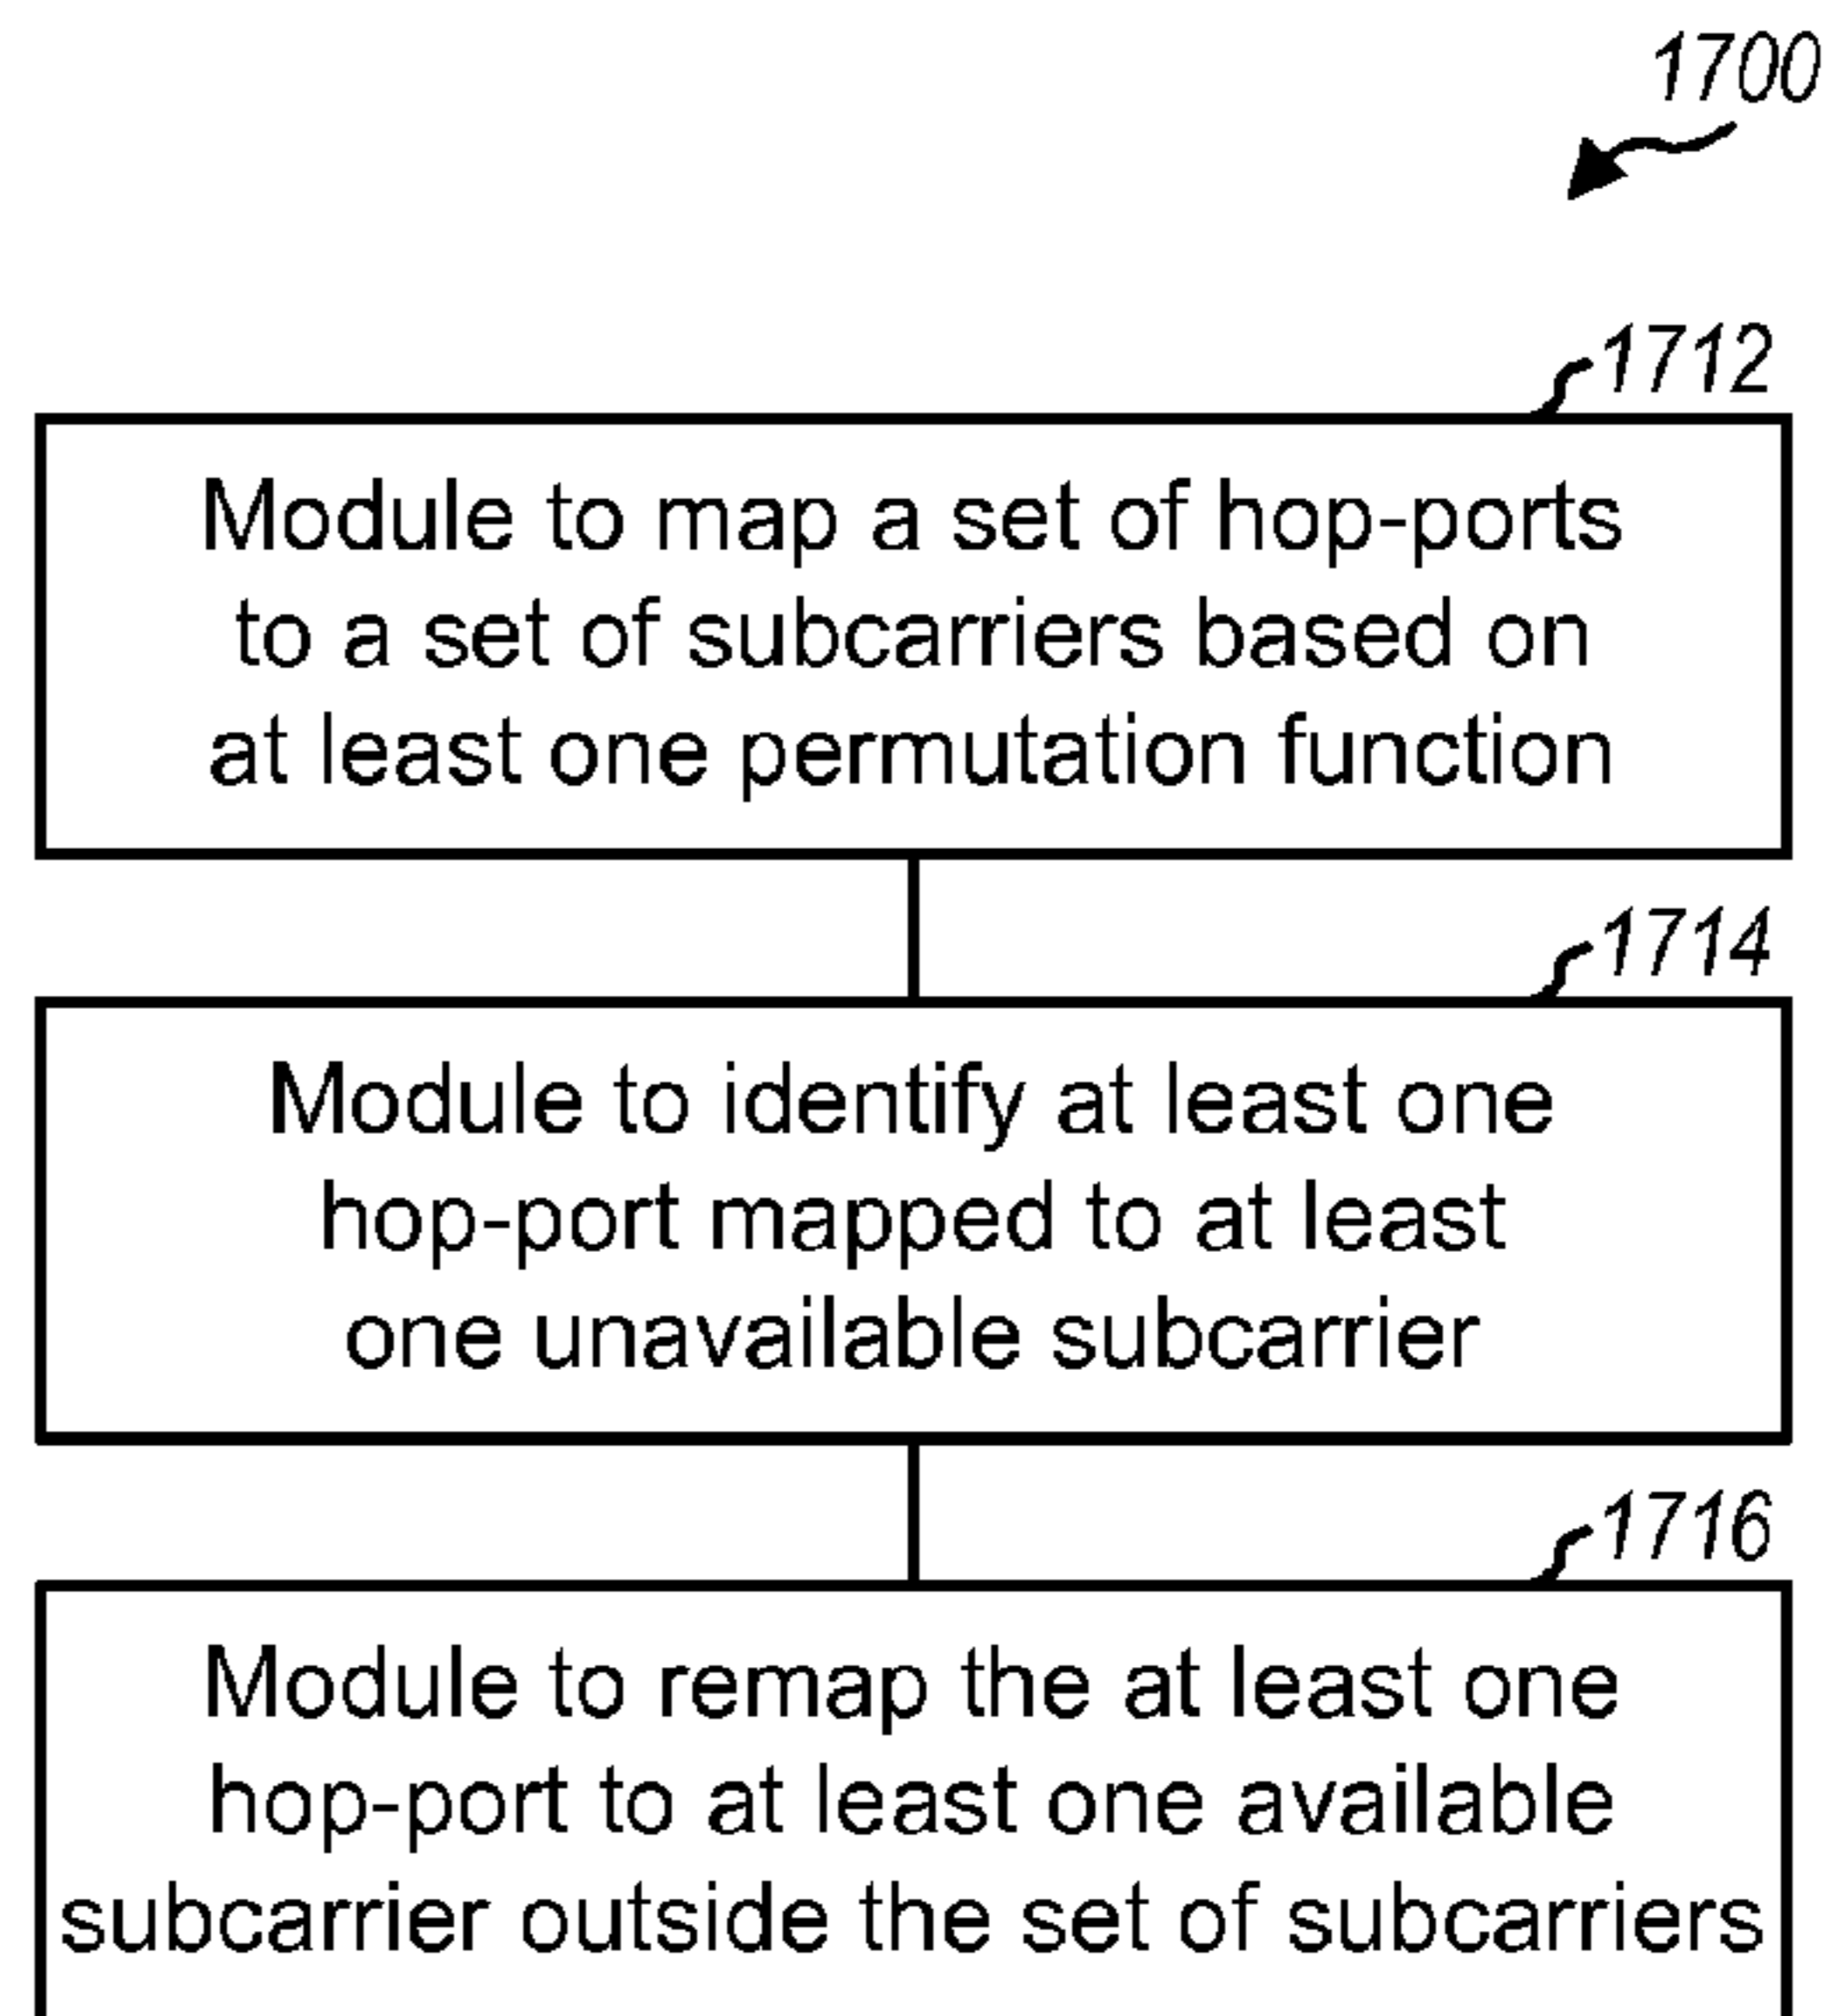 1700
1712
Module to map a set of hop-ports
to a set of subcarriers based on
at least one permutation function
1714
Module to identify at least one
hop-port mapped to at least
one unavailable subcarrier
1716
Module to remap the at least one
hop-port to at least one available
subcarrier outside the set of subcarriers